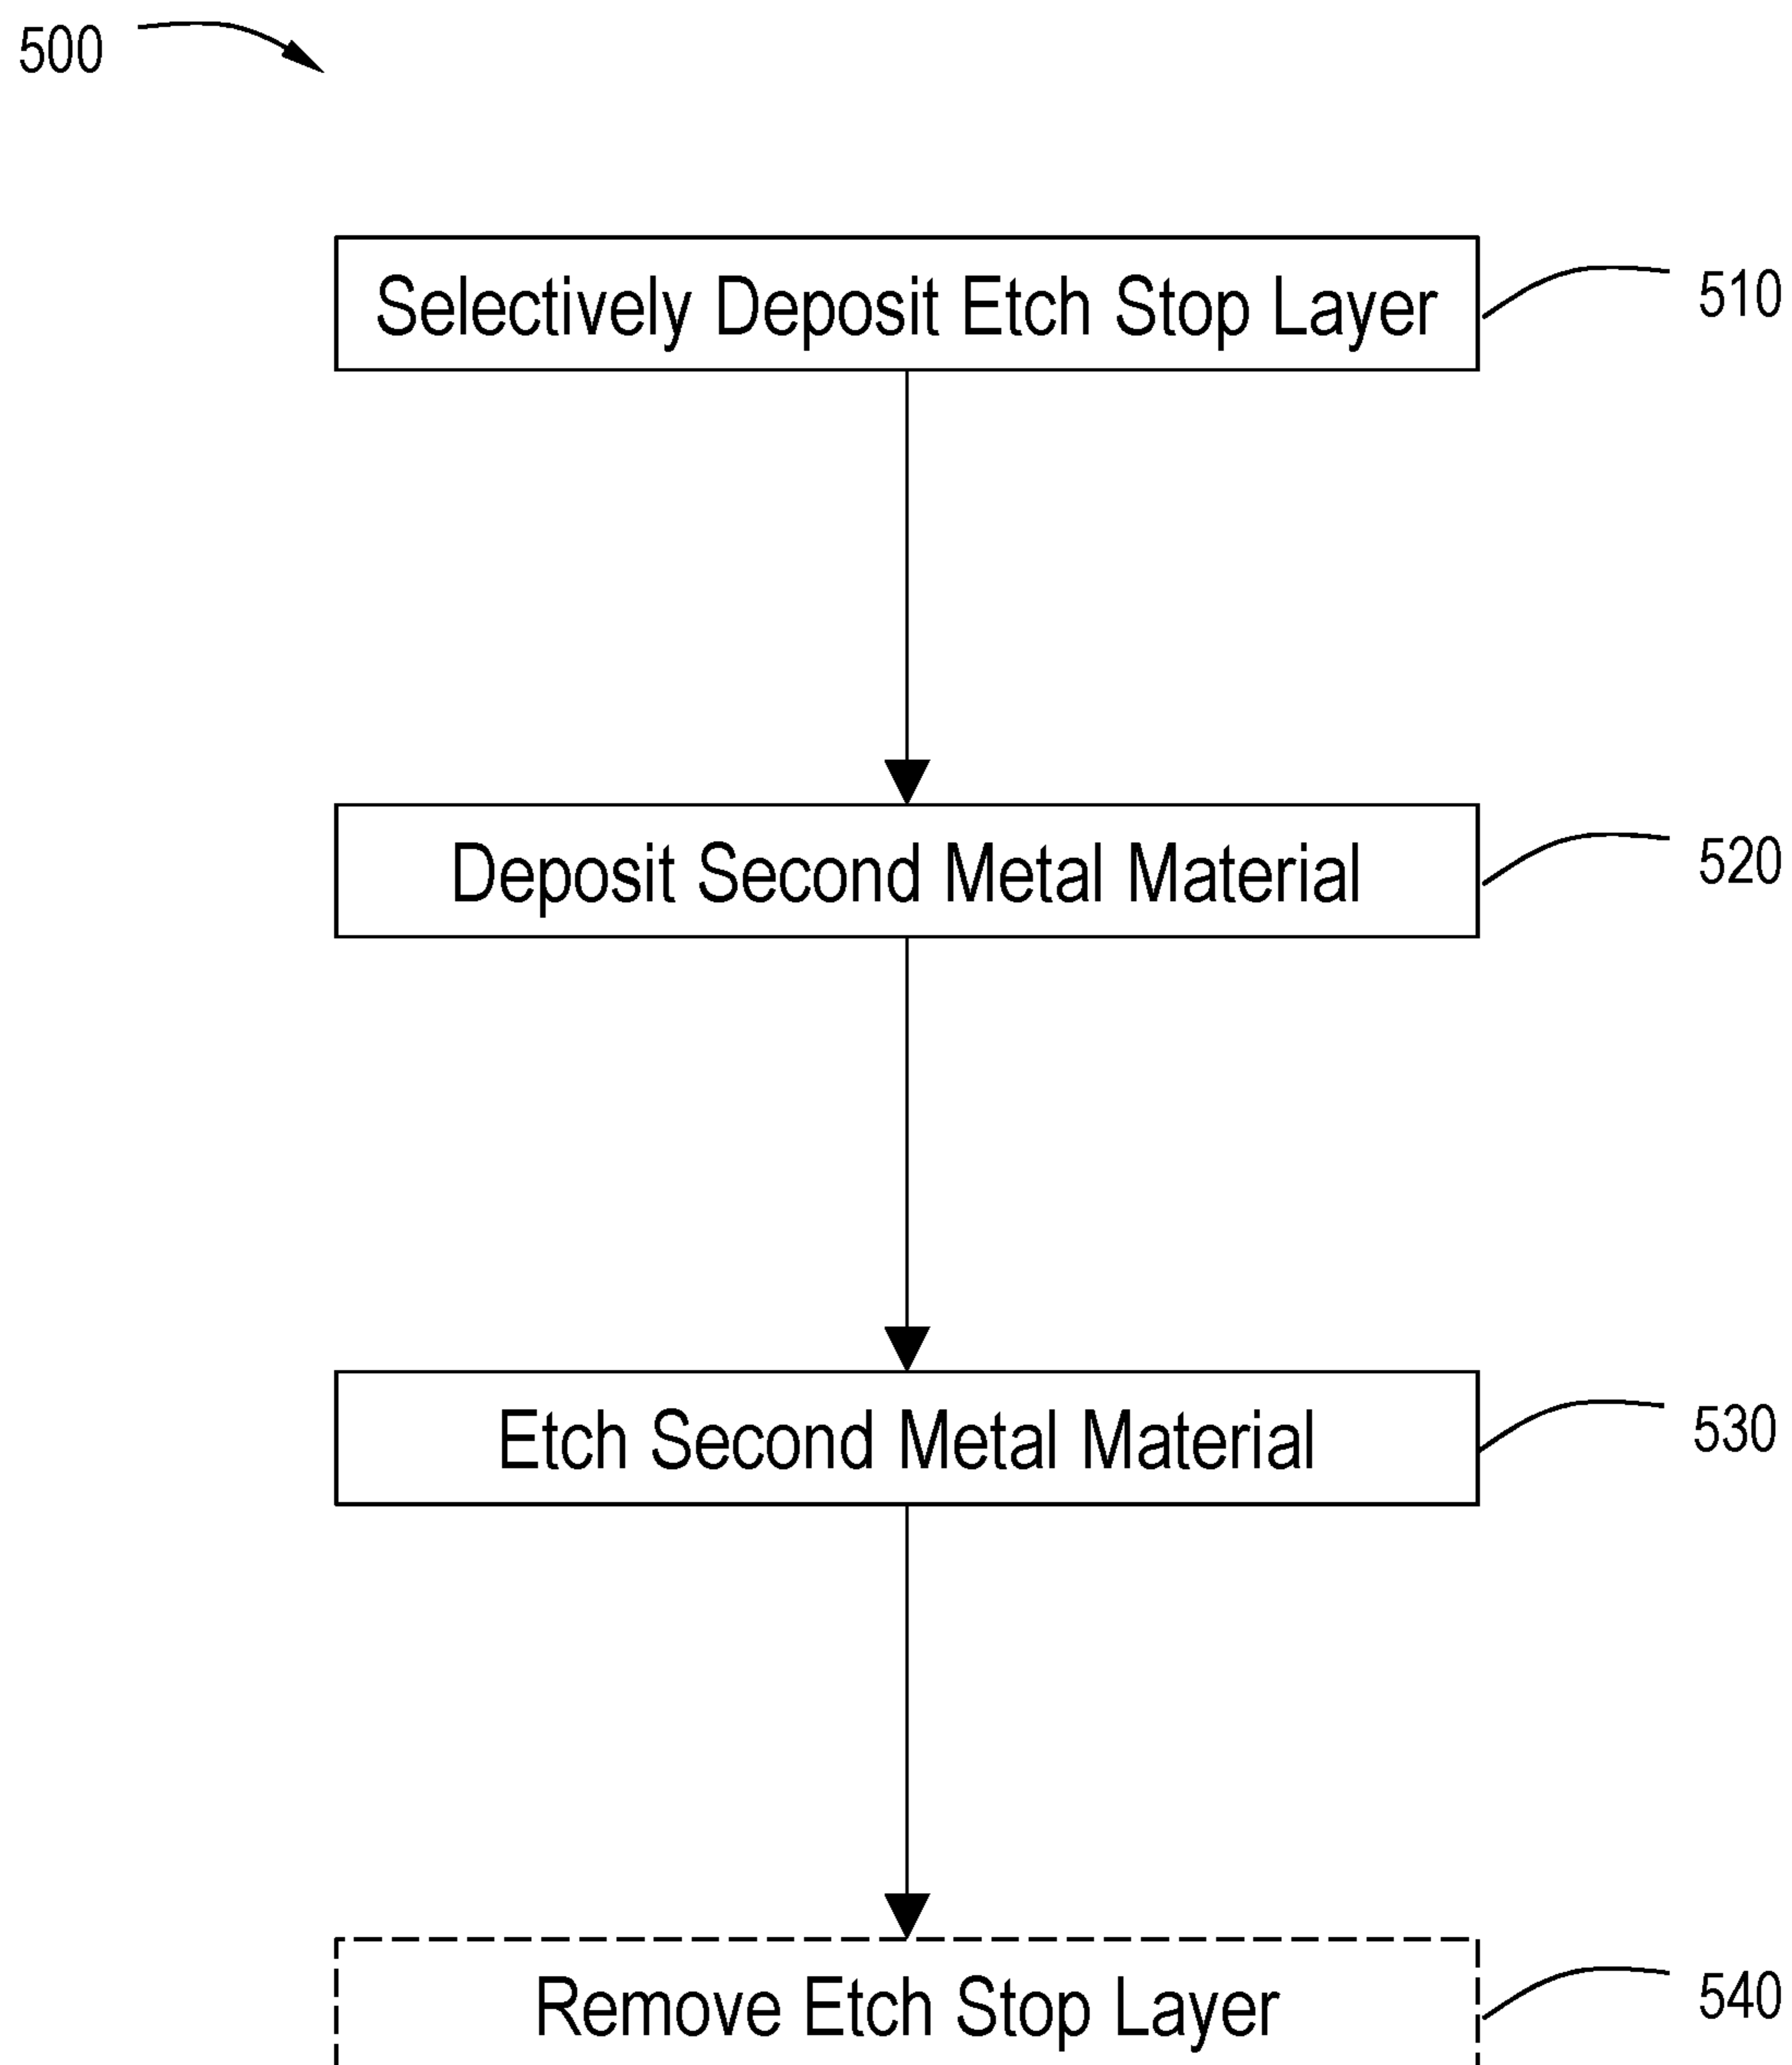 500
Selectively Deposit Etch Stop Layer
510
Deposit Second Metal Material
520
Etch Second Metal Material
530
Remove Etch Stop Layer
540